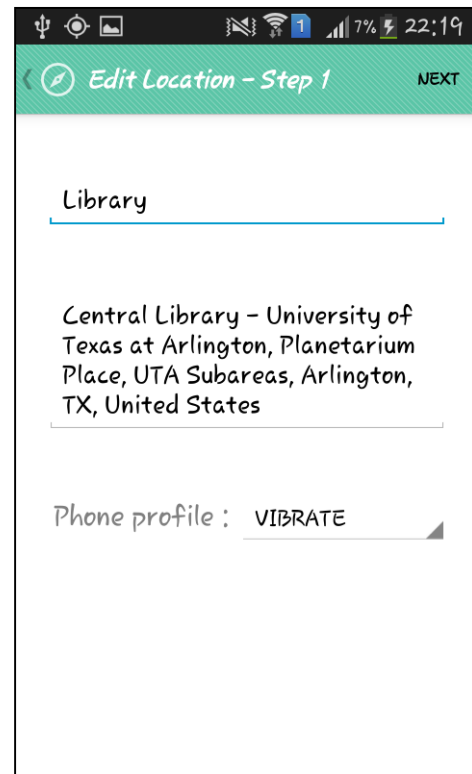 1 7% 22:19
Edit Location - Step 1 NEXT
Library
Central Library - University of
Texas at Arlington, Planetarium
Place, UTA Subareas, Arlington,
TX, United States
Phone profile : VIBRATE